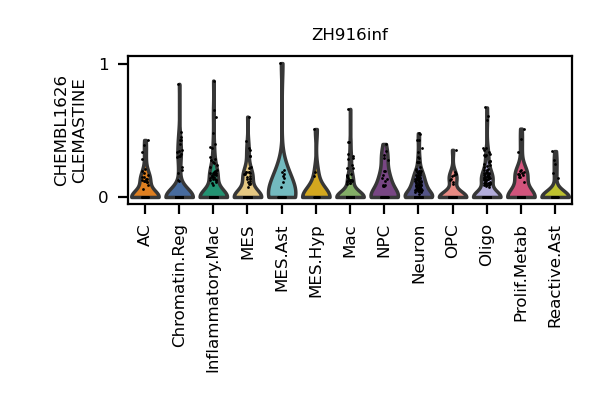 ZH916inf
CHEMBL1626
CLEMASTINE
1
0
AC
Chromatin.Reg
Inflammatory.Mac
MES
MES.Ast
MES.Hyp
Mac
NPC
Neuron
OPC
Oligo
Prolif.Metab
Reactive.Ast